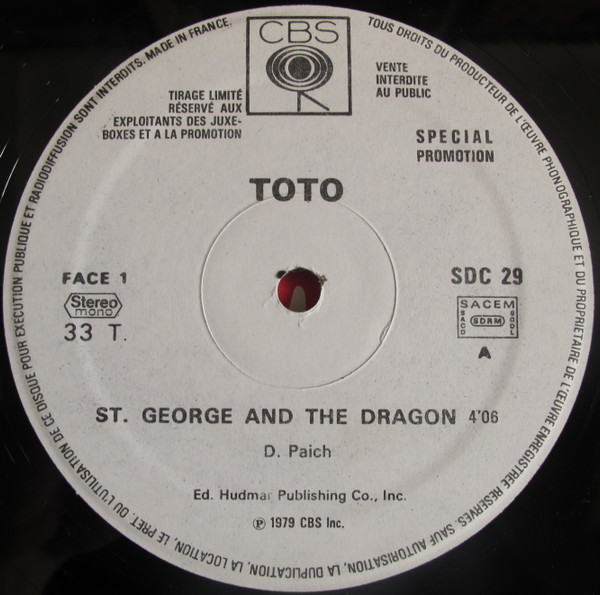 CBS
TIRAGE LIMITÉ
RÉSERVÉ AUX
EXPLOITANTS DES JUXE-
BOXES ET A LA PROMOTION
VENTE
INTERDITE
AU PUBLIC
SPECIAL
PROMOTION
TOTO
FACE 1
Stereo
mono
33 T.
SDC 29
SACEM
SACD
SDRM
SGDL
A
ST. GEORGE AND THE DRAGON 4'06
D. Paich
Ed. Hudmar Publishing Co., Inc.
℗ 1979 CBS Inc.
TOUS DROITS DU PRODUCTEUR DE L'ŒUVRE PHONOGRAPHIQUE ET DU PROPRIETAIRE DE L'ŒUVRE ENREGISTREE RESERVES. SAUF AUTORISATION, LA DUPLICATION, LA LOCATION, LE PRET, OU L'UTILISATION DE CE DISQUE POUR EXECUTION PUBLIQUE ET RADIODIFFUSION SONT INTERDITS. MADE IN FRANCE.